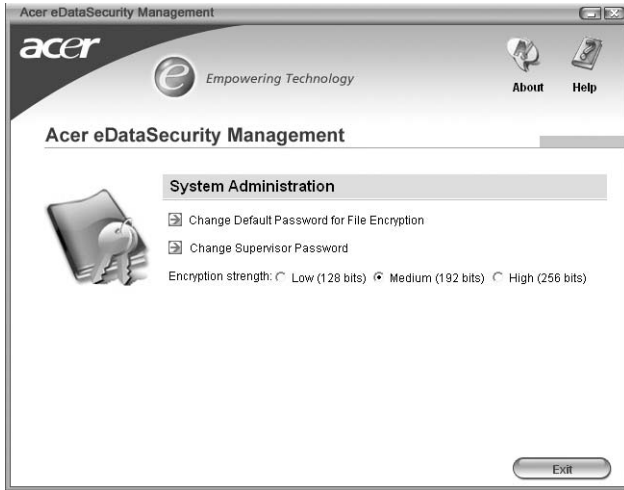 Acer eDataSecurity Management
acer
e Empowering Technology
About Help
Acer eDataSecurity Management
System Administration
Change Default Password for File Encryption
Change Supervisor Password
Encryption strength: Low (128 bits) Medium (192 bits) High (256 bits)
Exit